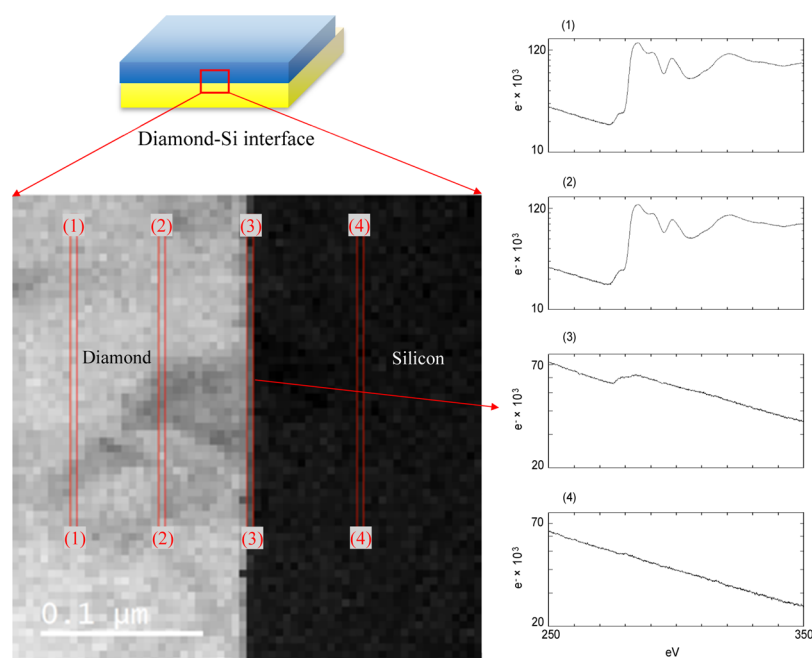 Diamond-Si interface
(1) (2) (3) (4)
Diamond
Silicon
(1) (2) (3) (4)
0.1 μm
(1)
120
e⁻ × 10³
10
(2)
120
e⁻ × 10³
10
(3)
70
e⁻ × 10³
20
(4)
70
e⁻ × 10³
20
250 350
eV